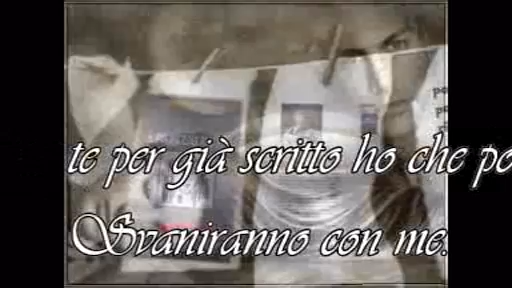 te per già scritto ho che po
Svaniranno con me.